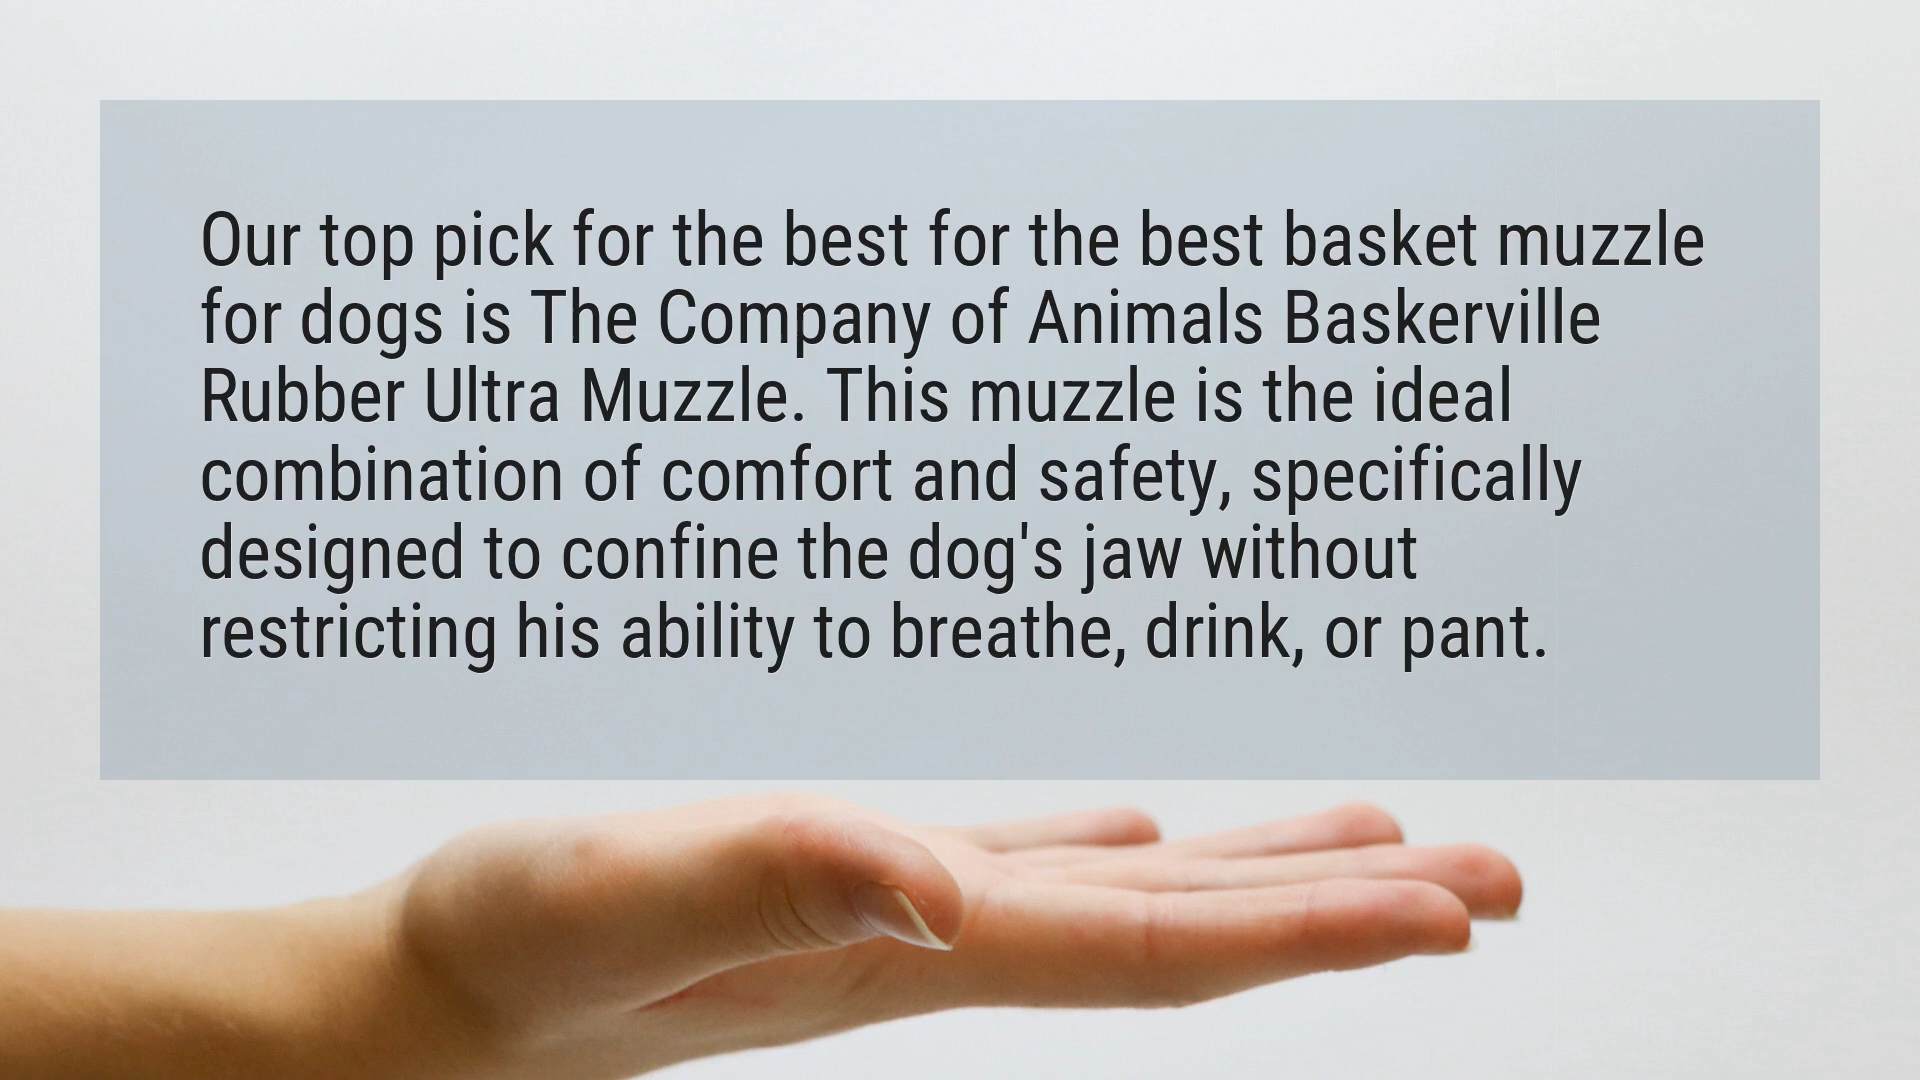 Our top pick for the best for the best basket muzzle
for dogs is The Company of Animals Baskerville
Rubber Ultra Muzzle. This muzzle is the ideal
combination of comfort and safety, specifically
designed to confine the dog's jaw without
restricting his ability to breathe, drink, or pant.